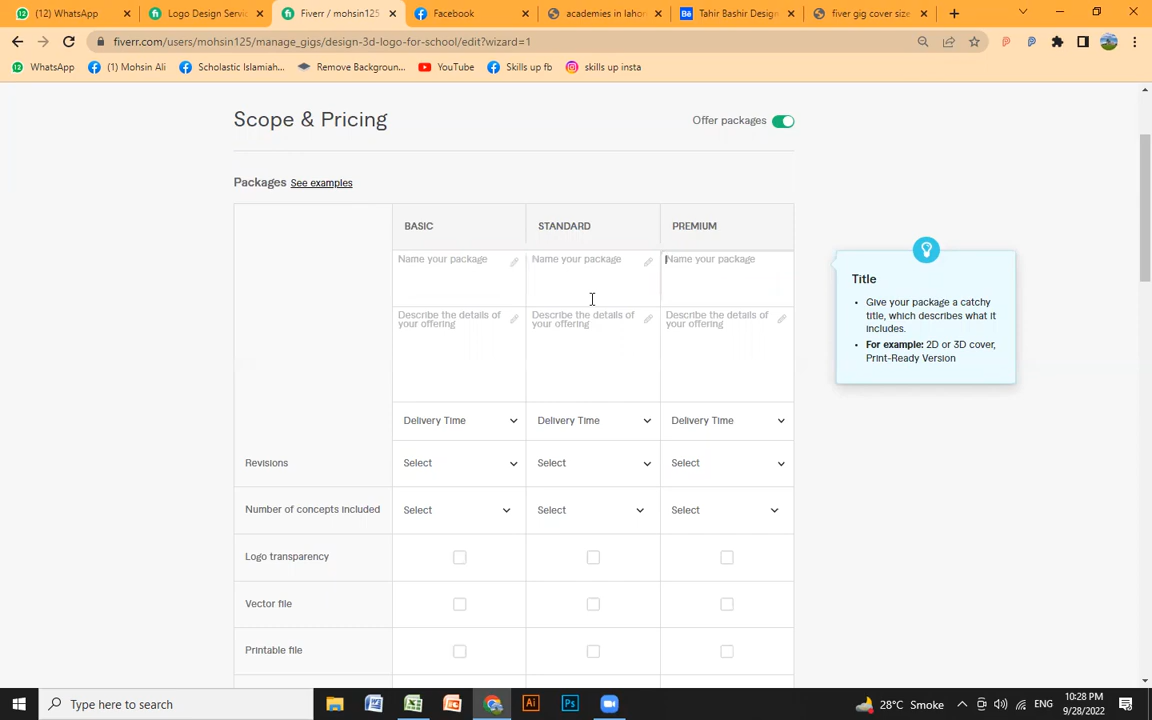 (12) WhatsApp
Logo Design Servic
Fiverr / mohsin125
Facebook
academies in lahor
Bē Tahir Bashir Design
fiver gig cover size
fiverr.com/users/mohsin125/manage_gigs/design-3d-logo-for-school/edit?wizard=1
WhatsApp
(1) Mohsin Ali
Scholastic Islamiah...
Remove Backgroun...
YouTube
Skills up fb
skills up insta
Scope & Pricing
Offer packages
Packages See examples
BASIC STANDARD PREMIUM
Name your package Name your package Name your package
Describe the details of your offering
Describe the details of your offering
Describe the details of your offering
Delivery Time Delivery Time Delivery Time
Revisions Select Select Select
Number of concepts included Select Select Select
Logo transparency
Vector file
Printable file
Title
Give your package a catchy
title, which describes what it
includes.
For example: 2D or 3D cover,
Print-Ready Version
Type here to search
28°C Smoke
ENG
10:28 PM
9/28/2022